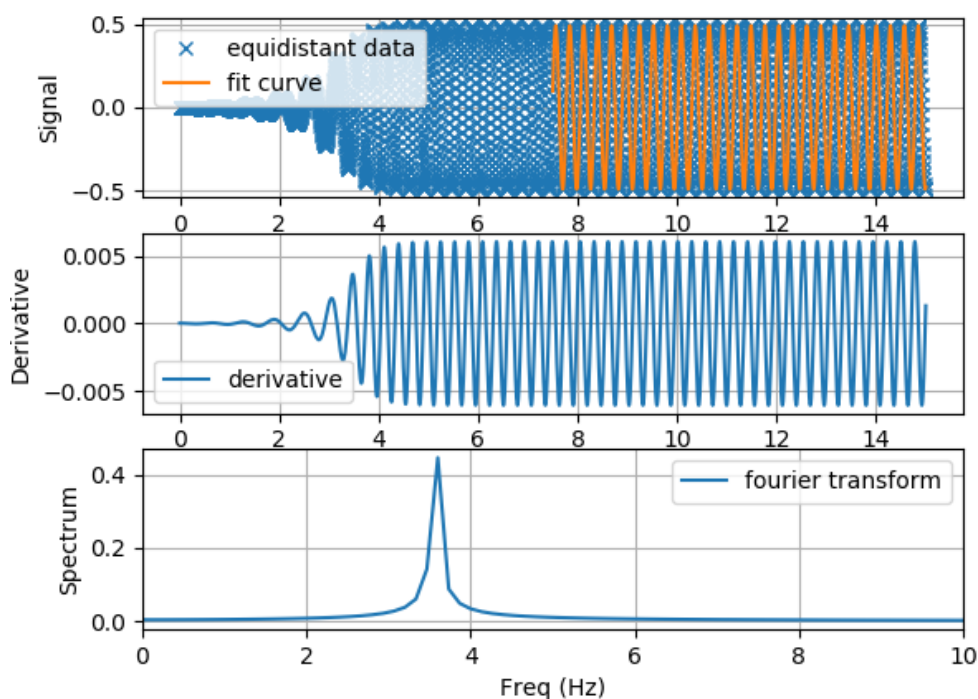 0.5
0.0
−0.5
Signal
equidistant data
fit curve
0 2 4 6 8 10 12 14
0.005
0.000
−0.005
Derivative
derivative
0 2 4 6 8 10 12 14
0.4
0.2
0.0
Spectrum
fourier transform
0 2 4 6 8 10
Freq (Hz)